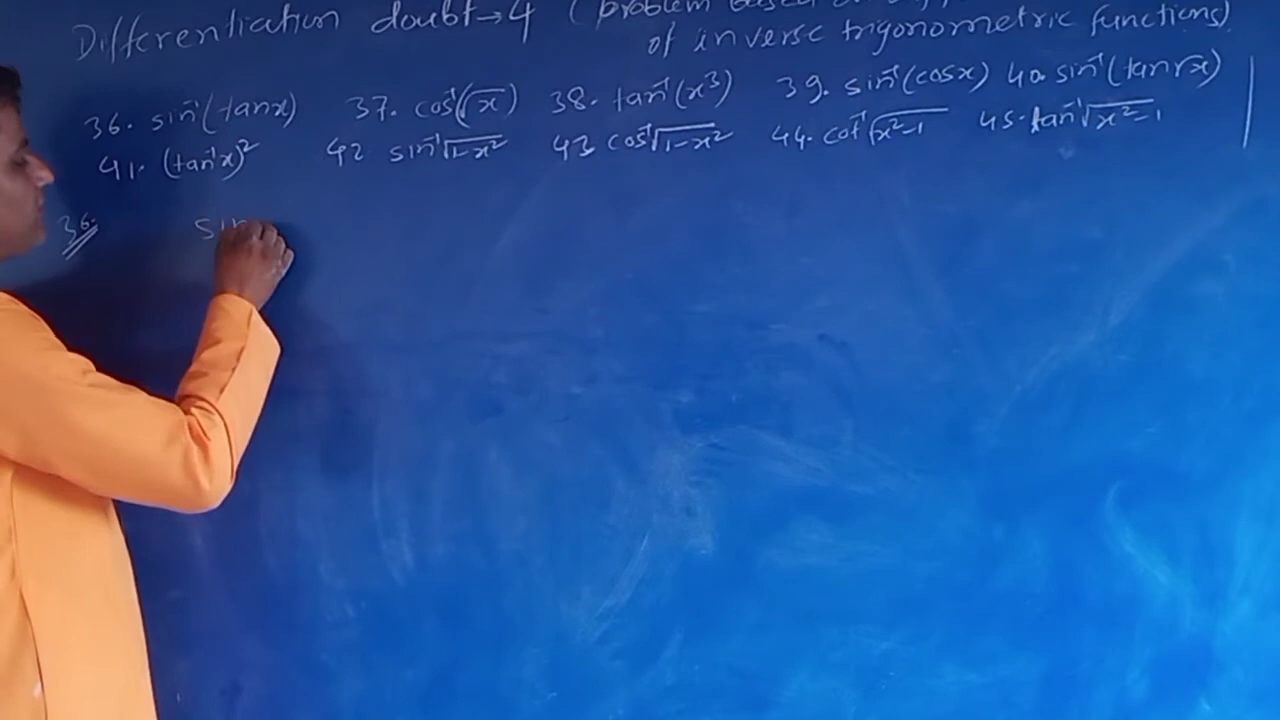 Differentiation doubt→4 (problem based on
of inverse trigonometric functions)
36. sin⁻¹(tanx) 37. cos⁻¹(√x) 38. tan⁻¹(x³) 39. sin⁻¹(cosx) 40. sin⁻¹(tan√x)
41. (tan⁻¹x)² 42 sin⁻¹√1-x² 43 cos⁻¹√1-x² 44. cot⁻¹√x²-1 45. tan⁻¹√x²-1
36. sin